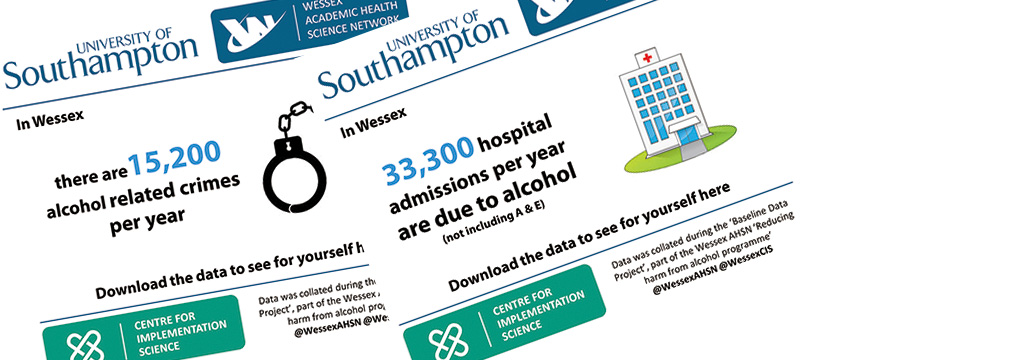 UNIVERSITY OF
Southampton
WESSEX
ACADEMIC HEALTH
SCIENCE NETWORK
In Wessex
there are 15,200
alcohol related crimes
per year
Download the data to see for yourself
Data was collated during
Project', part of the Wessex
harm from alcohol
@WessexAHSN
CENTRE FOR
IMPLEMENTATION
SCIENCE
UNIVERSITY OF
Southampton
In Wessex
33,300 hospital
admissions per year
are due to alcohol
(not including A & E)
Download the data to see for yourself here
Data was collated during the 'Baseline Data
Project', part of the Wessex AHSN 'Reducing
harm from alcohol programme'
@WessexAHSN @WessexCIS
CENTRE FOR
IMPLEMENTATION
SCIENCE